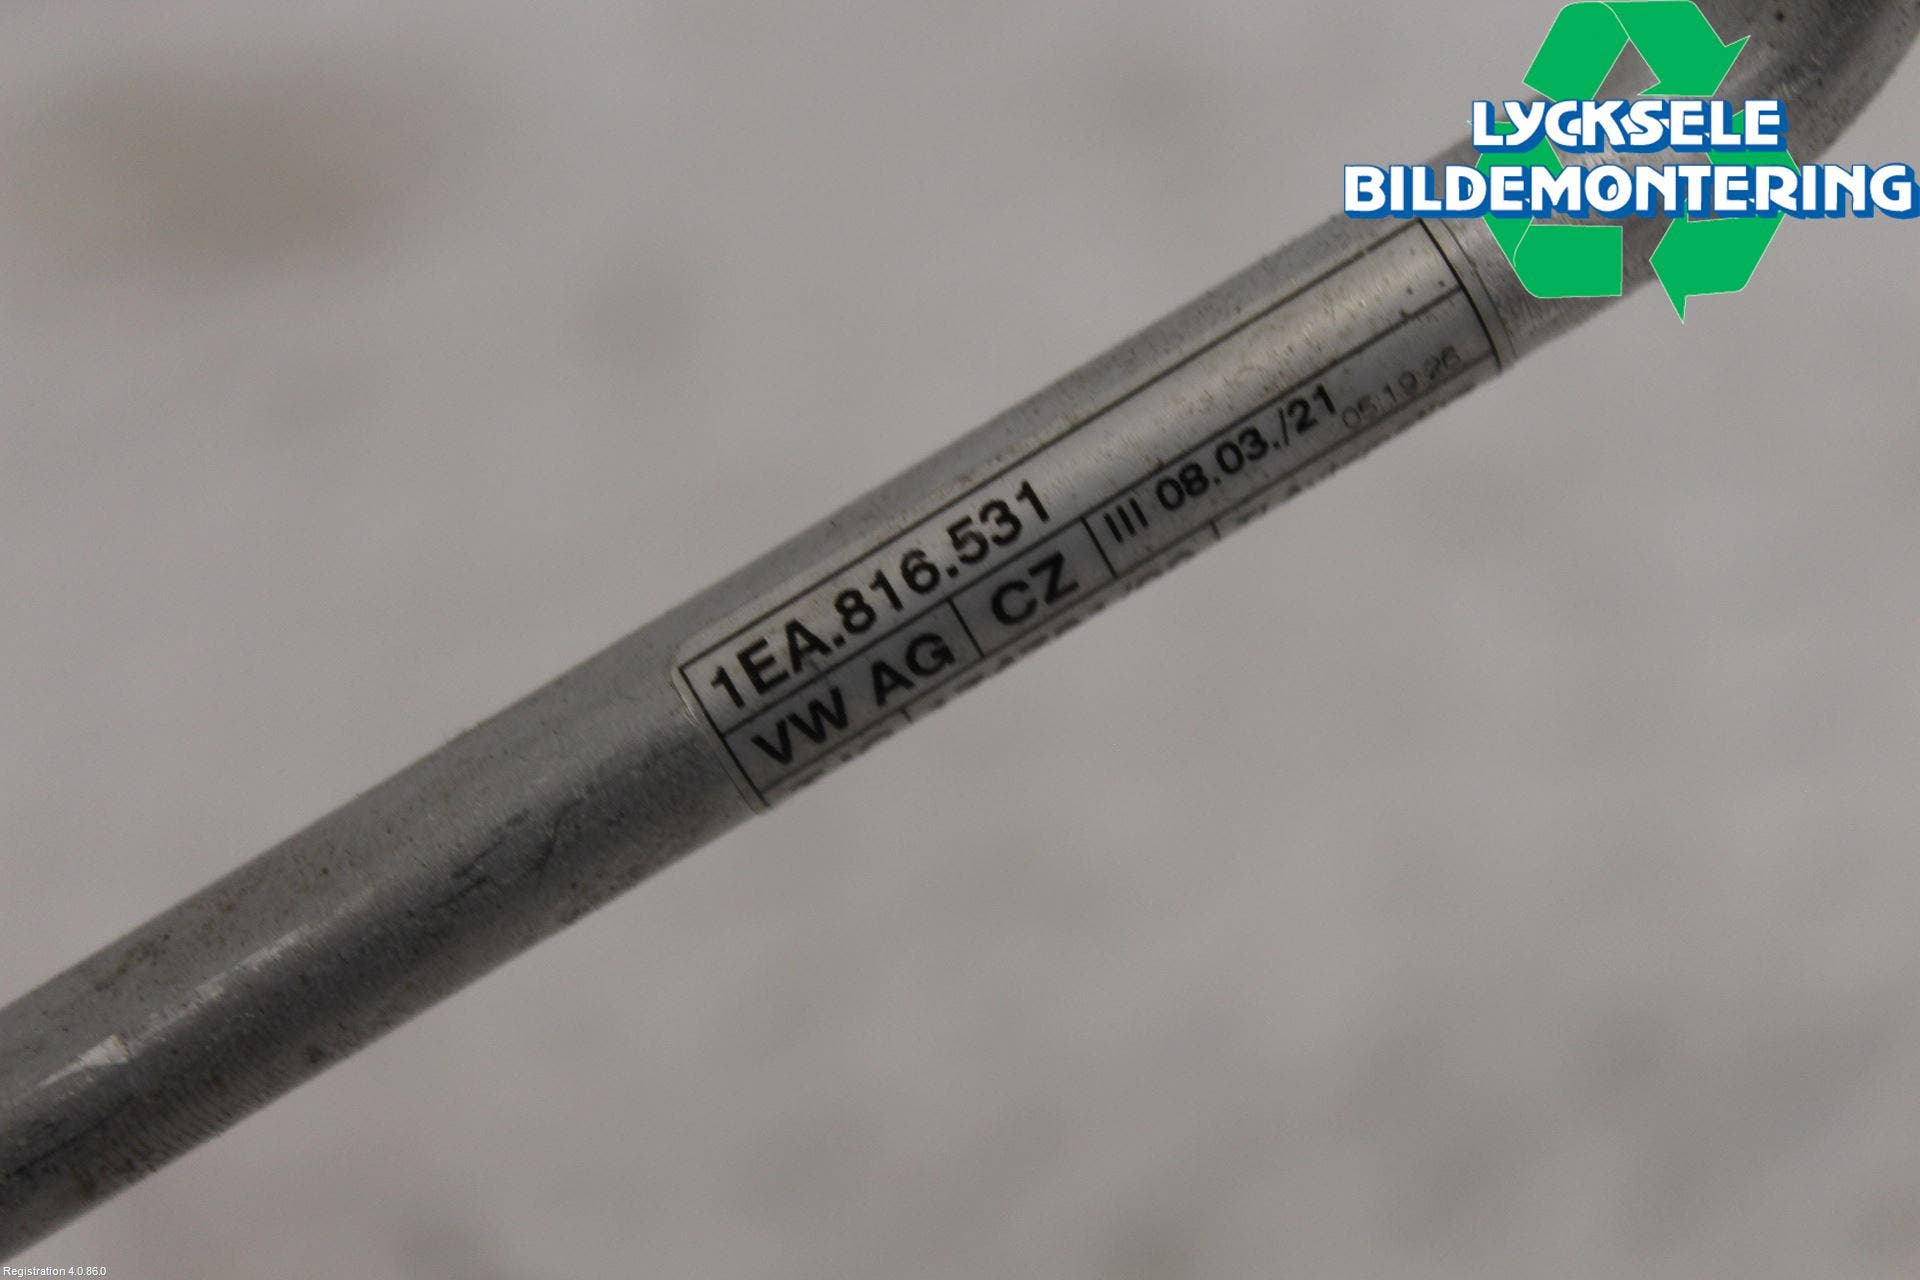 LYCKSELE
BILDEMONTERING
1EA.816.531
VW AG CZ III 08.03./21 05:19:26
Registration 4.0.86.0